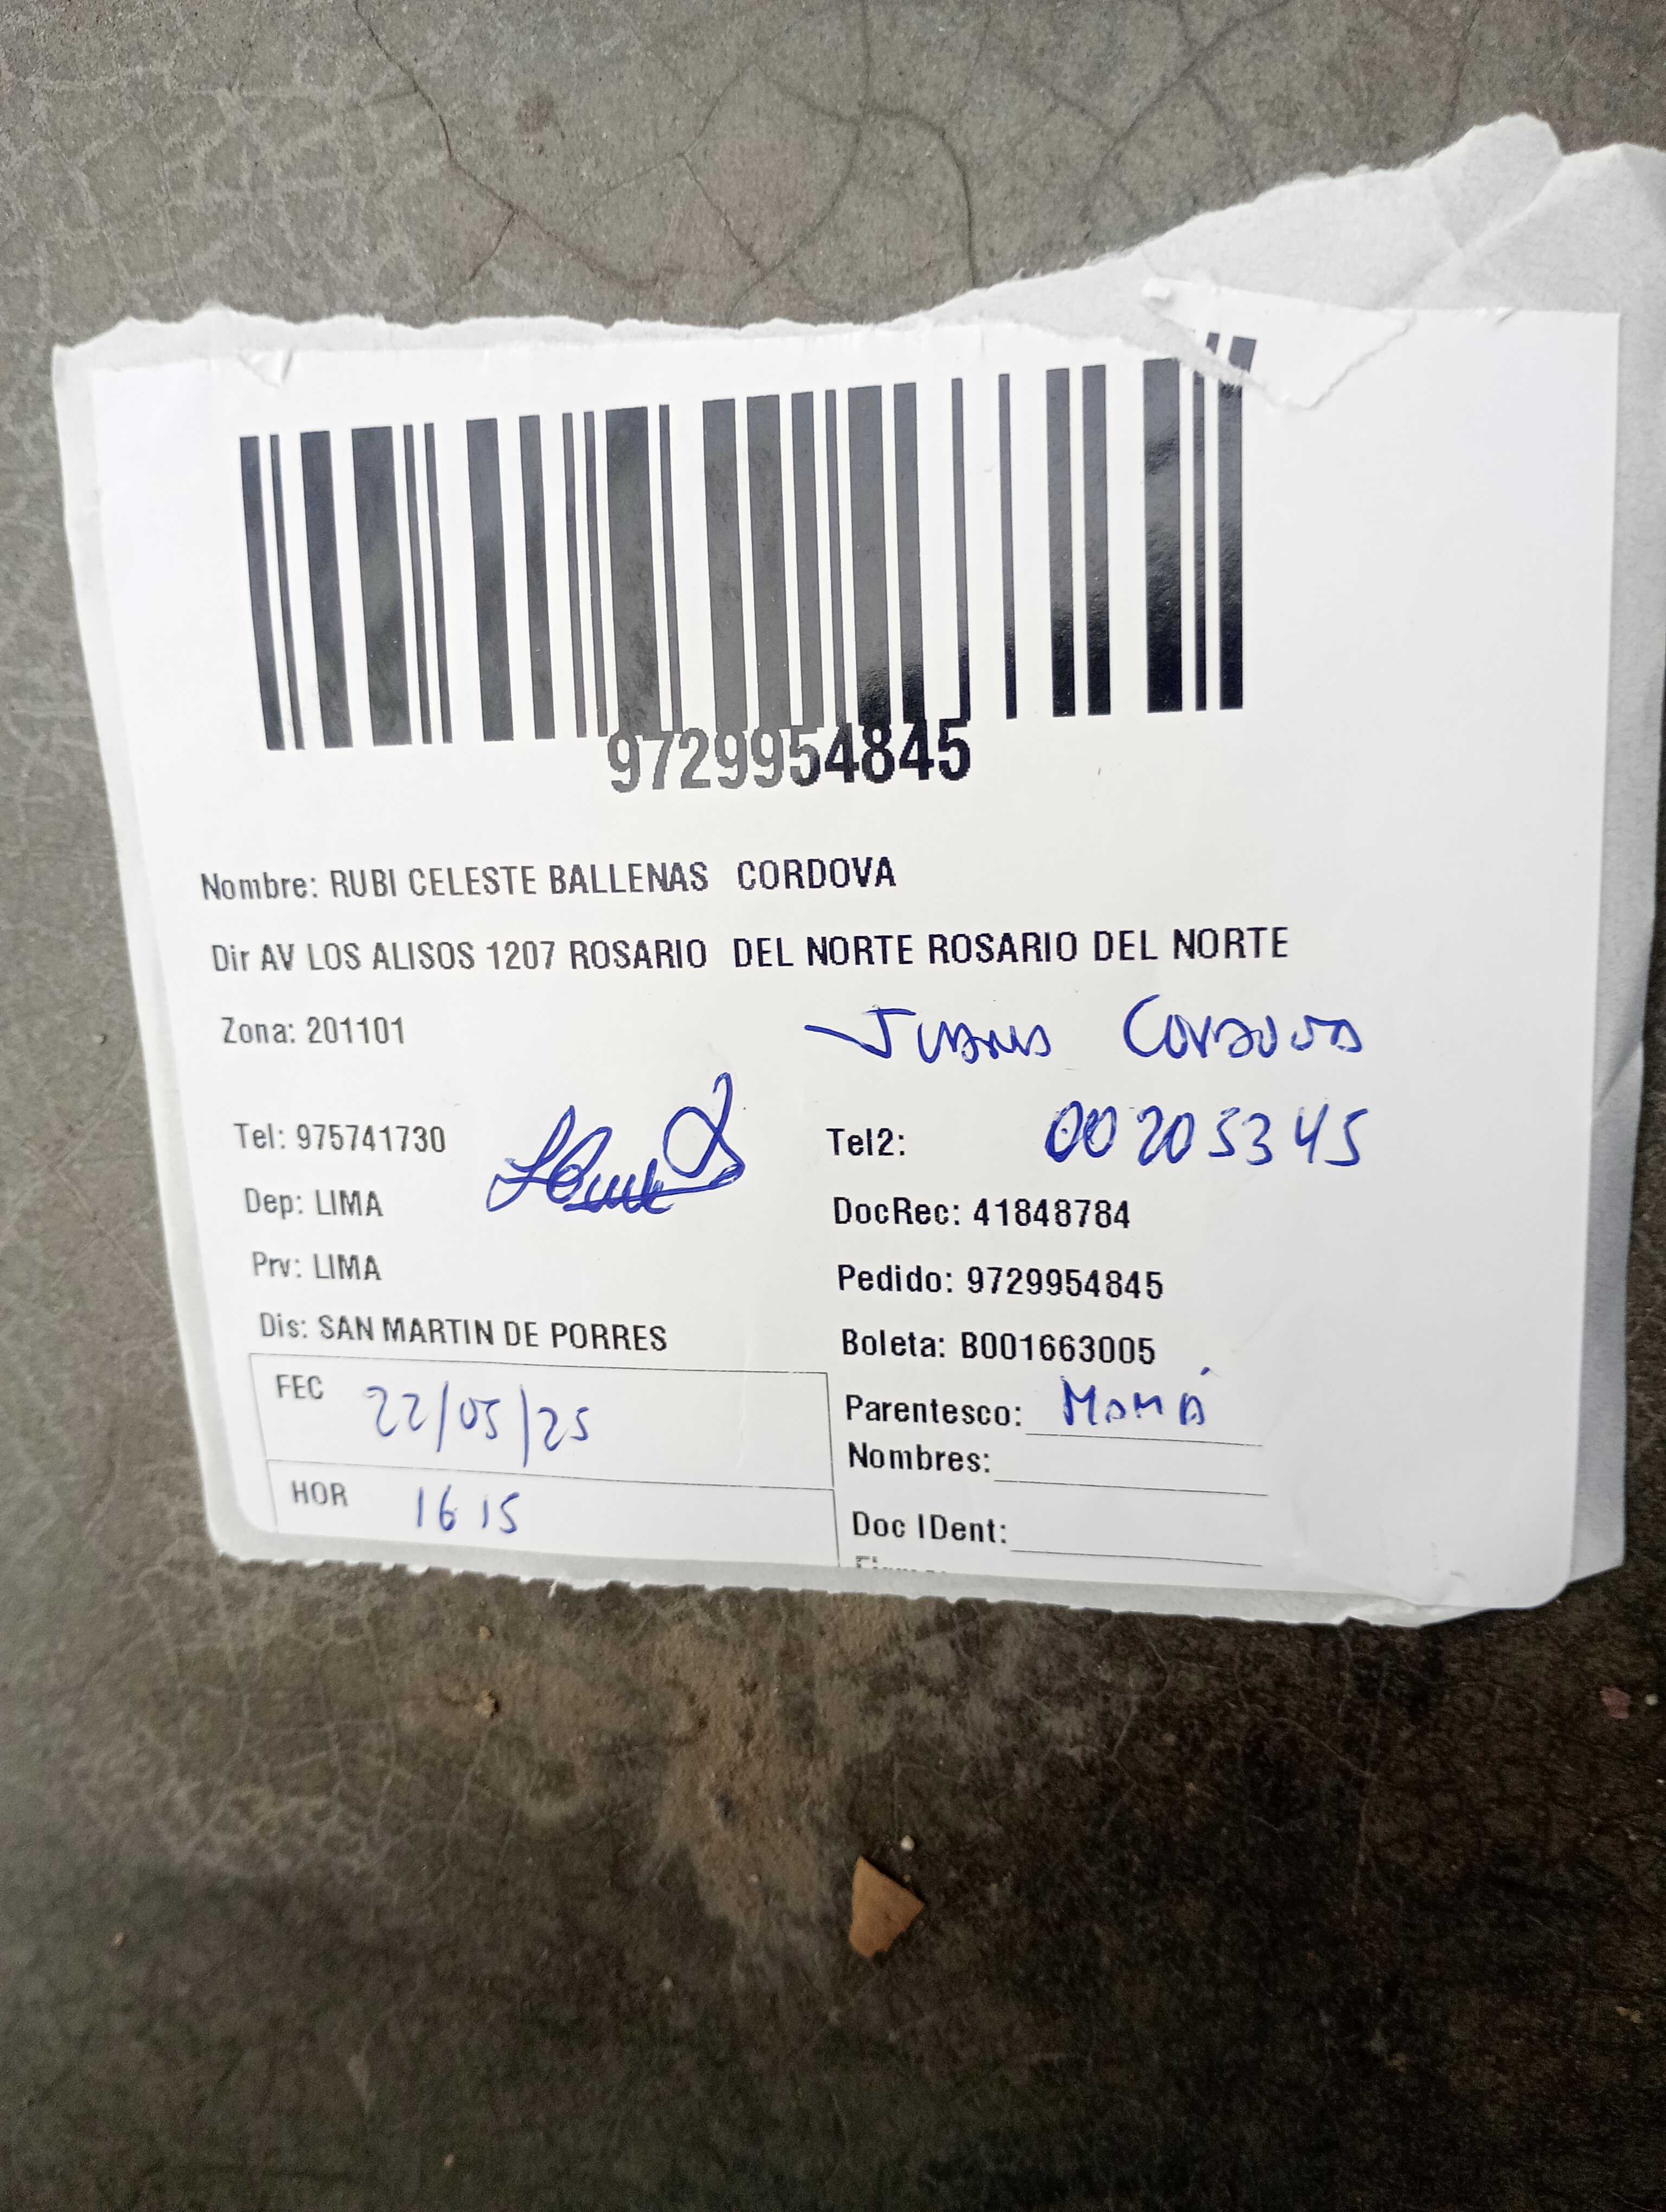 9729954845
Nombre: RUBI CELESTE BALLENAS CORDOVA
Dir AV LOS ALISOS 1207 ROSARIO DEL NORTE ROSARIO DEL NORTE
Zona: 201101
Cordova
Tel: 975741730
Tel2: 00205345
Dep: LIMA
DocRec: 41848784
Prv: LIMA
Pedido: 9729954845
Dis: SAN MARTIN DE PORRES
Boleta: B001663005
FEC 22/05/25
Parentesco: MAMÁ
Nombres:
HOR 16 15
Doc IDent: